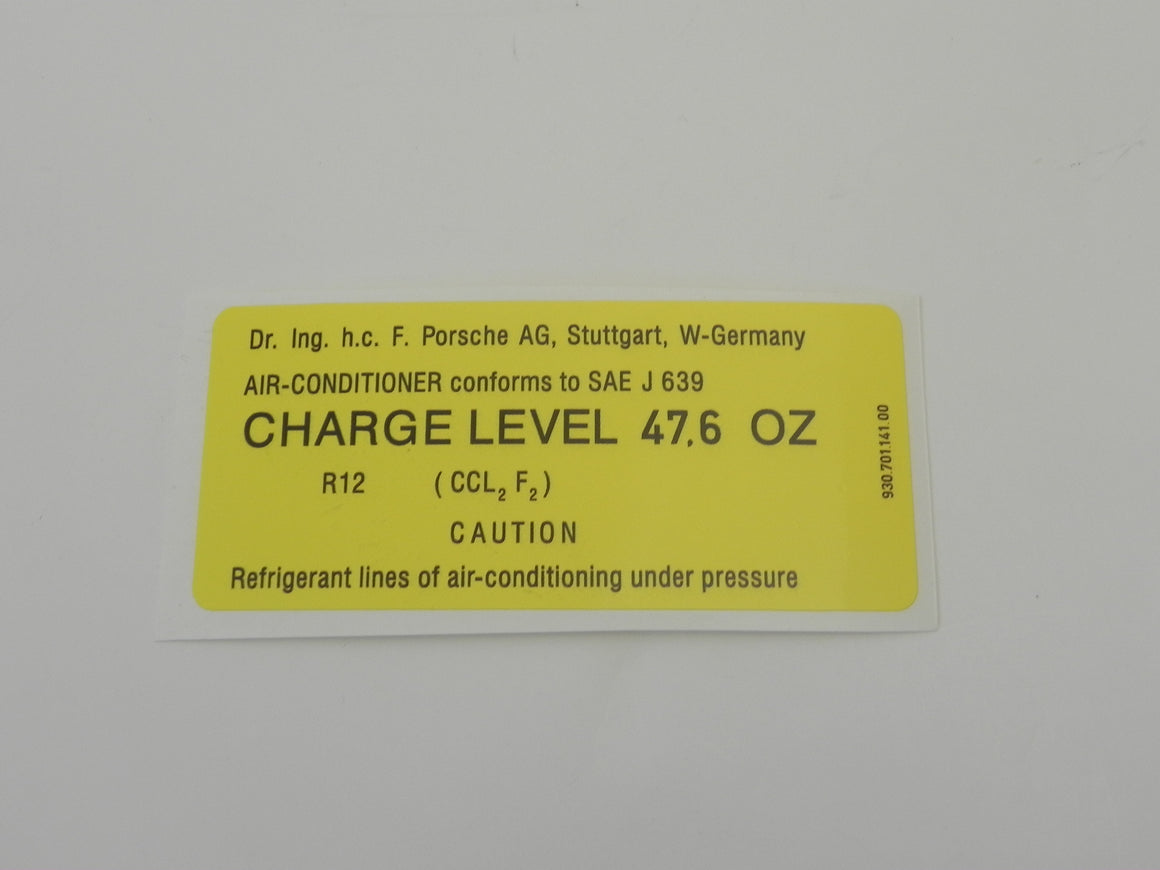 Dr. Ing. h.c. F. Porsche AG, Stuttgart, W-Germany
AIR-CONDITIONER conforms to SAE J 639
CHARGE LEVEL 47.6 OZ
R12 ( CCL₂ F₂ )
CAUTION
Refrigerant lines of air-conditioning under pressure
930.701.141.00